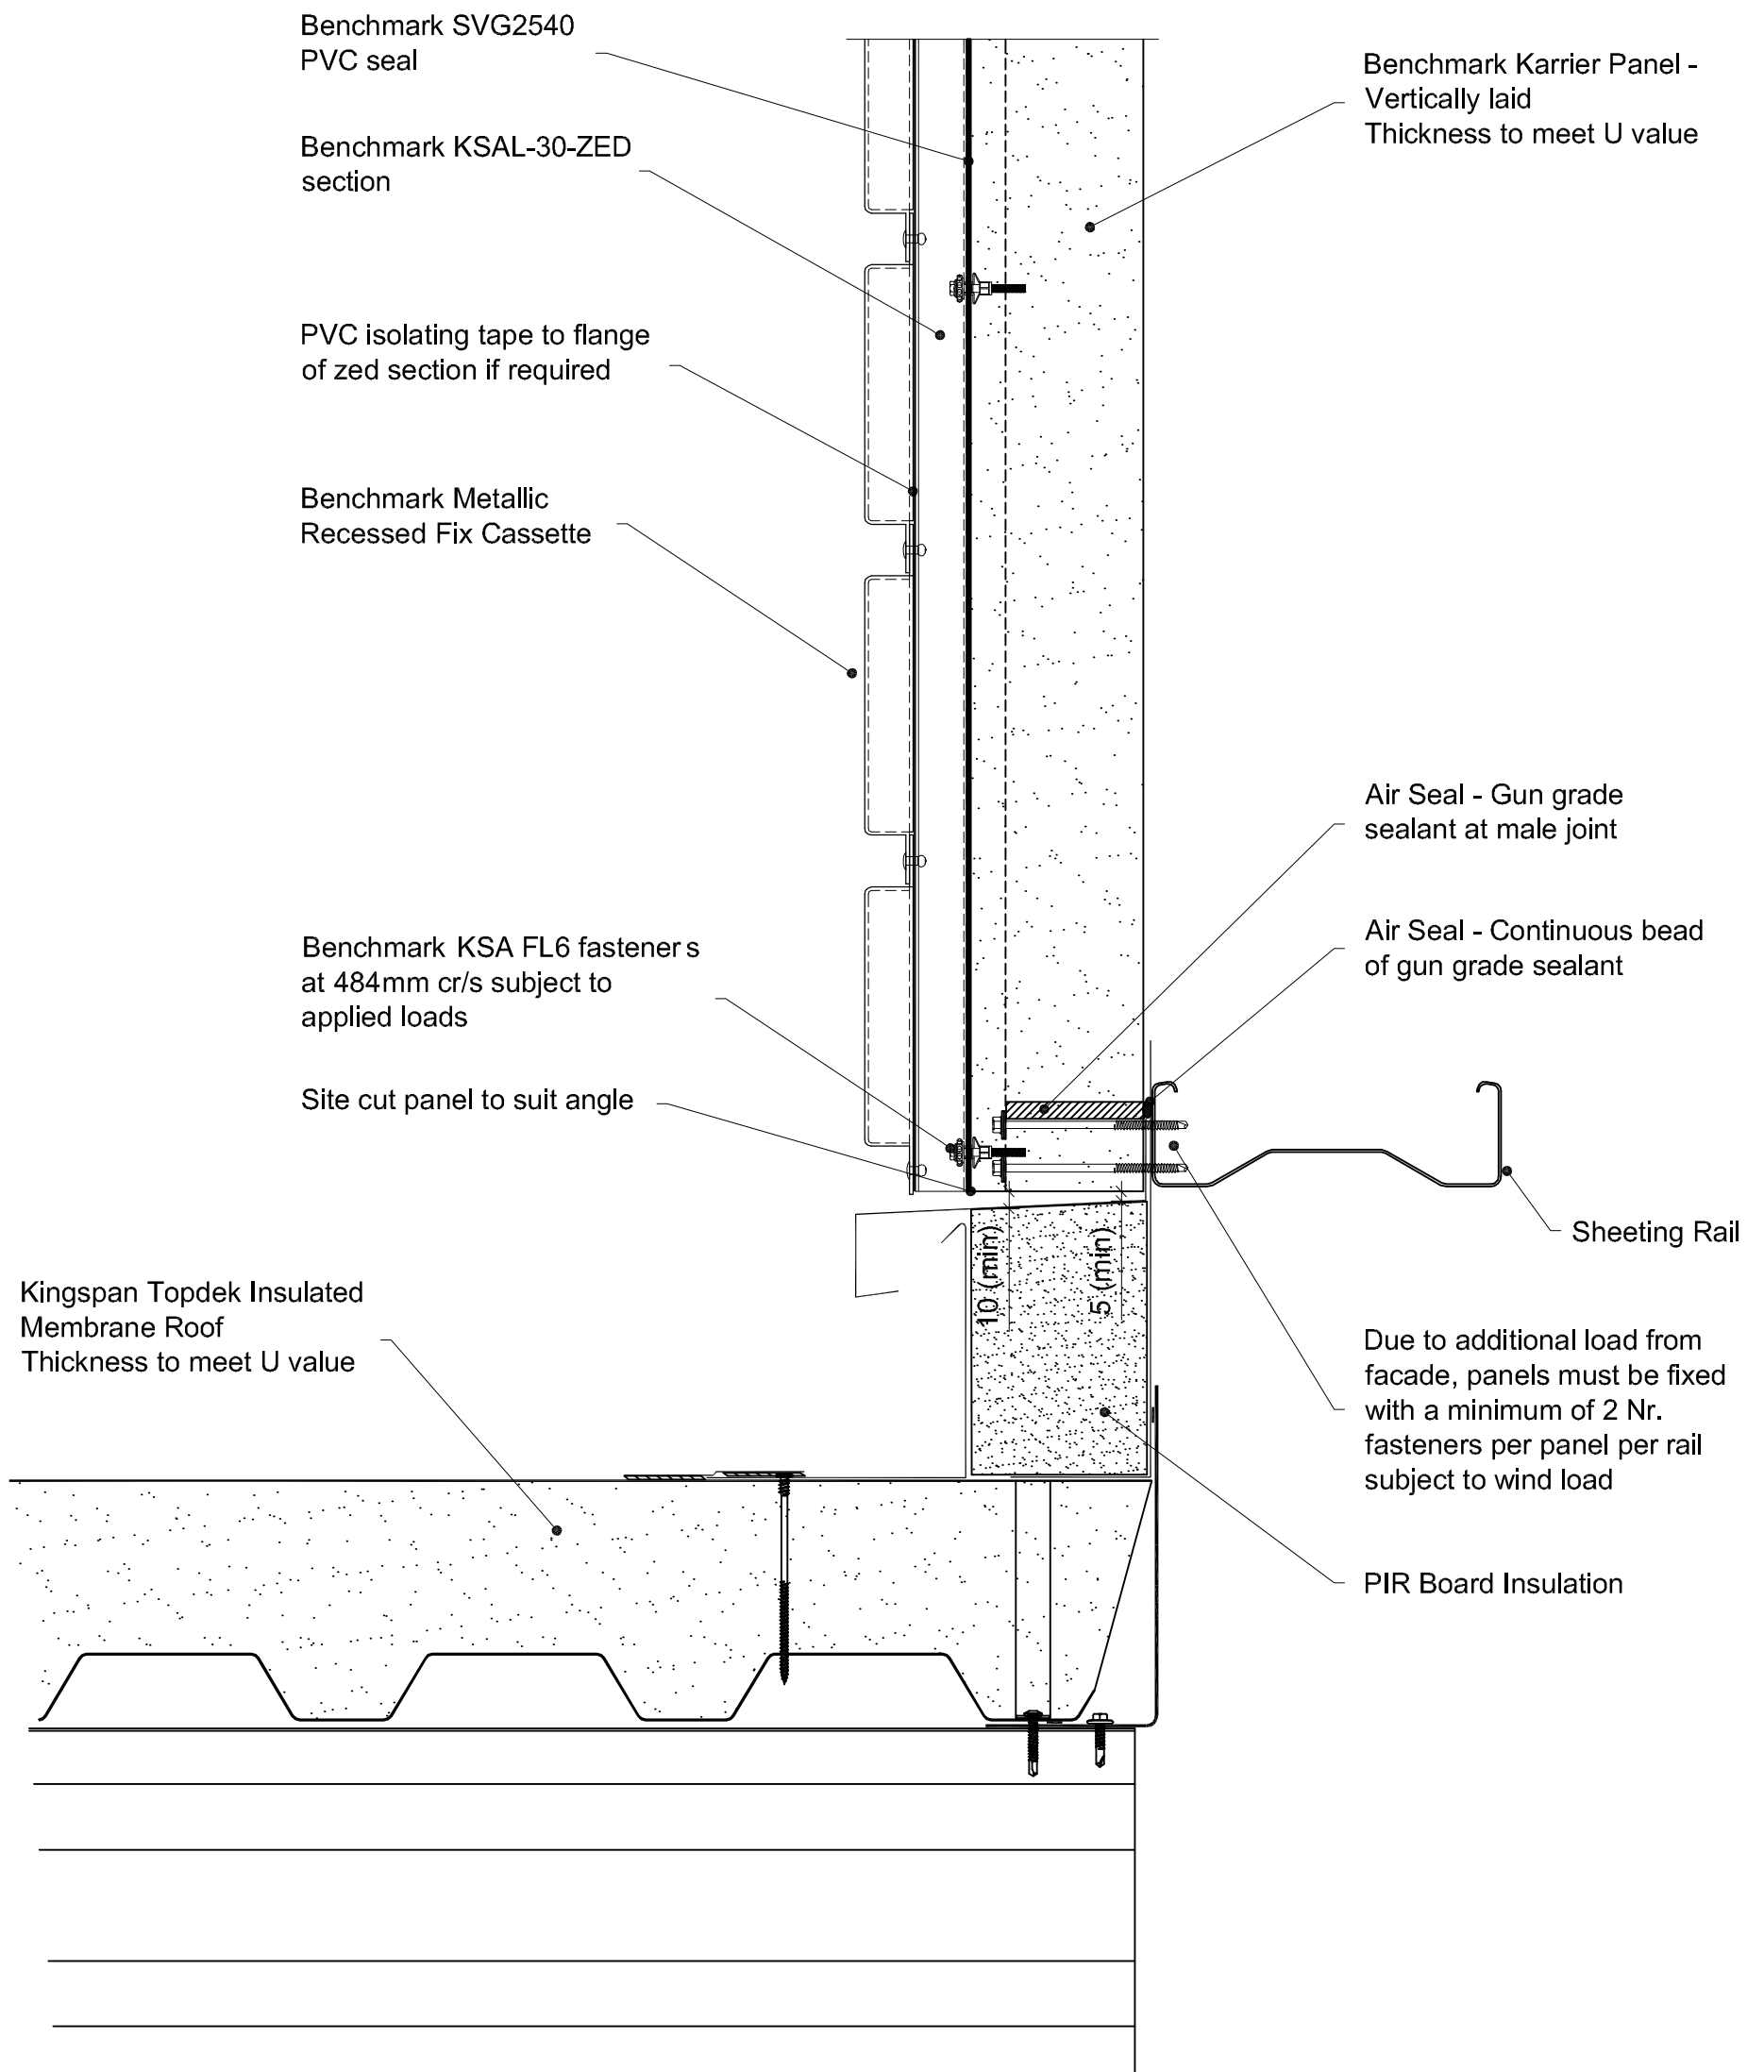 Benchmark SVG2540
PVC seal
Benchmark KSAL-30-ZED
section
PVC isolating tape to flange
of zed section if required
Benchmark Metallic
Recessed Fix Cassette
Benchmark KSA FL6 fasteners
at 484mm cr/s subject to
applied loads
Site cut panel to suit angle
Kingspan Topdek Insulated
Membrane Roof
Thickness to meet U value
Benchmark Karrier Panel -
Vertically laid
Thickness to meet U value
Air Seal - Gun grade
sealant at male joint
Air Seal - Continuous bead
of gun grade sealant
Sheeting Rail
10 (min)
5 (min)
Due to additional load from
facade, panels must be fixed
with a minimum of 2 Nr.
fasteners per panel per rail
subject to wind load
PIR Board Insulation